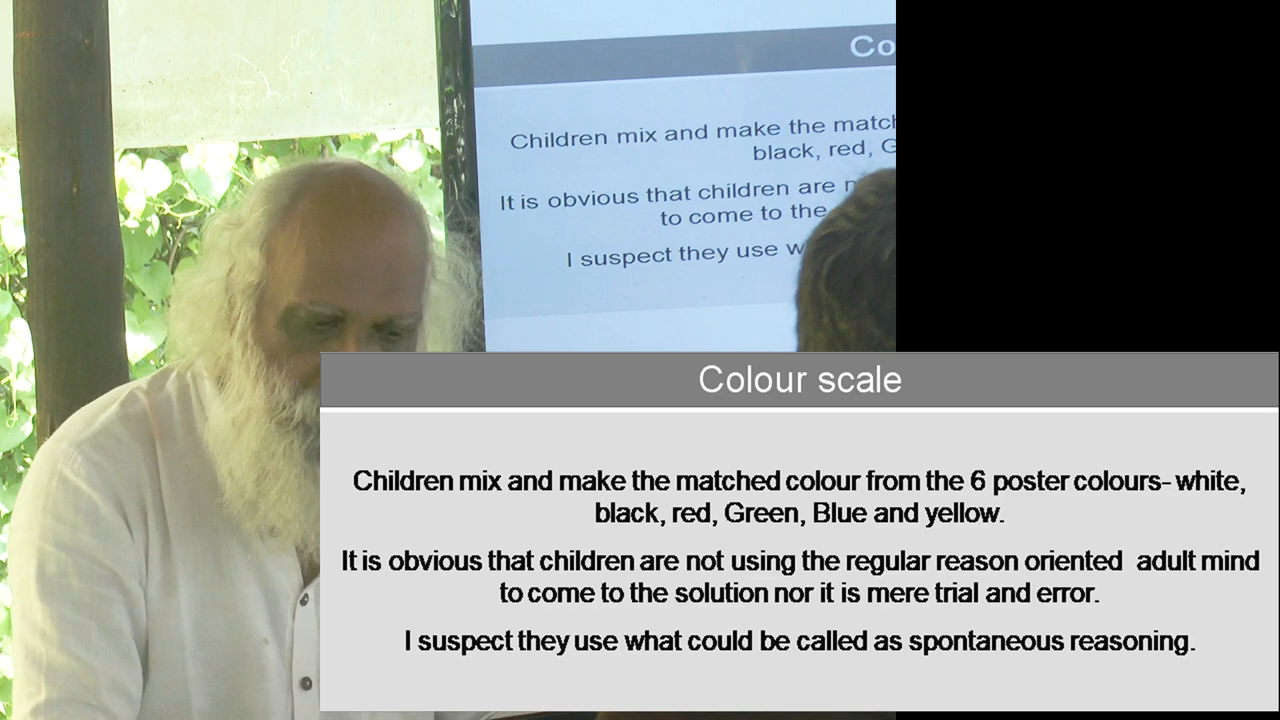 Co
Children mix and make the match
black, red, G
It is obvious that children are n
to come to the
I suspect they use w
Colour scale
Children mix and make the matched colour from the 6 poster colours- white,
black, red, Green, Blue and yellow.
It is obvious that children are not using the regular reason oriented adult mind
to come to the solution nor it is mere trial and error.
I suspect they use what could be called as spontaneous reasoning.